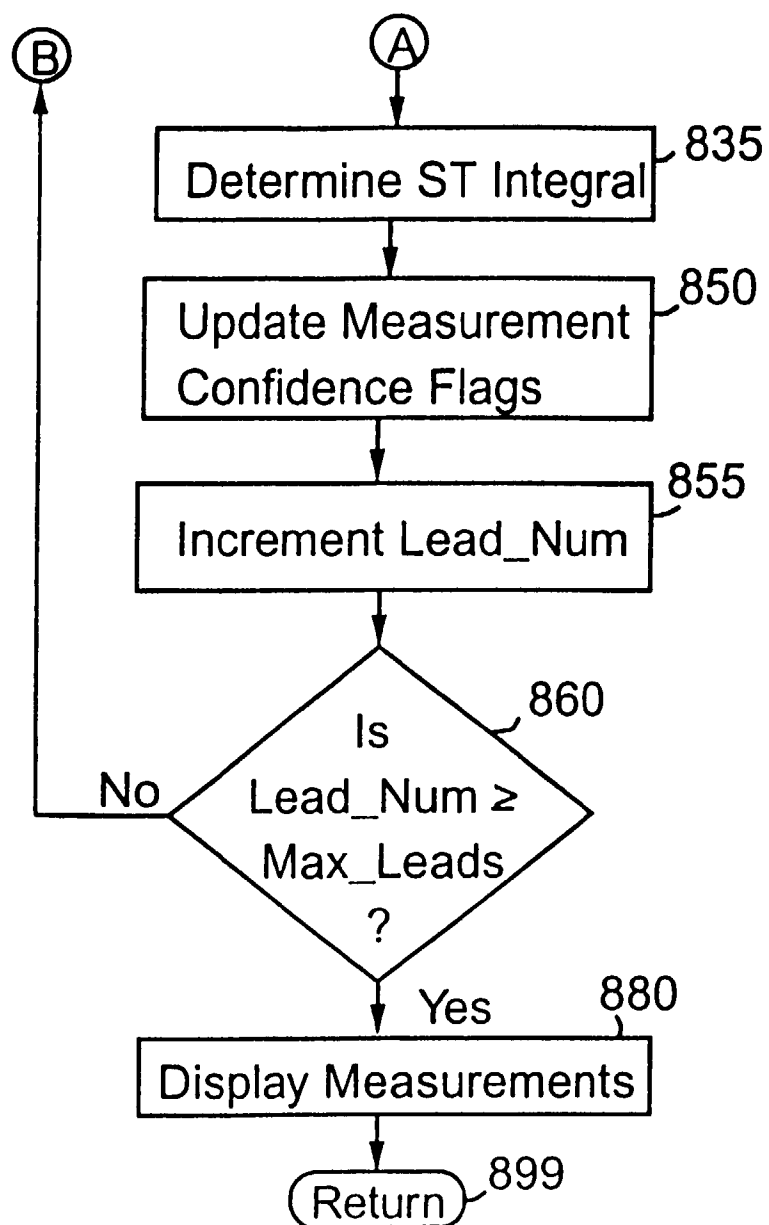 B
A
835
Determine ST Integral
850
Update Measurement
Confidence Flags
855
Increment Lead_Num
860
Is
Lead_Num ≥
Max_Leads
?
No
Yes
880
Display Measurements
Return
899